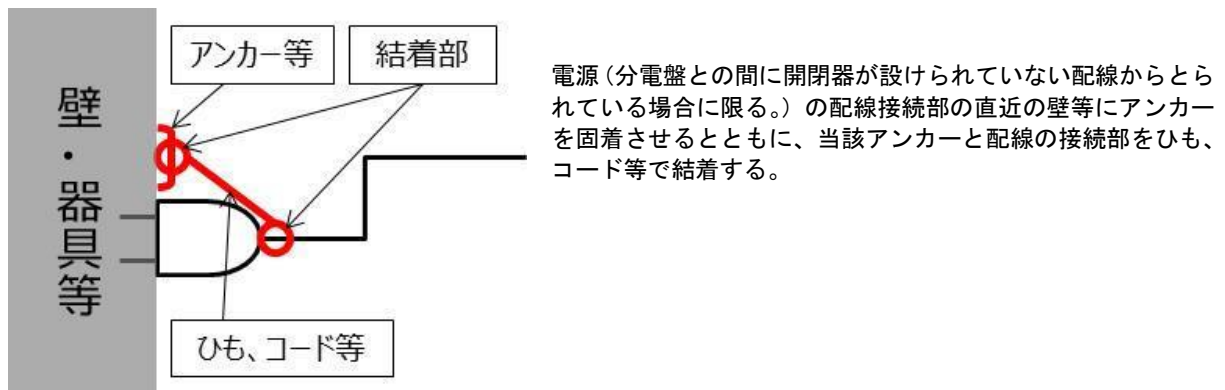 アンカー等
結着部
壁・器具等
ひも、コード等
電源（分電盤との間に開閉器が設けられていない配線からとら
れている場合に限る。）の配線接続部の直近の壁等にアンカー
を固着させるとともに、当該アンカーと配線の接続部をひも、
コード等で結着する。